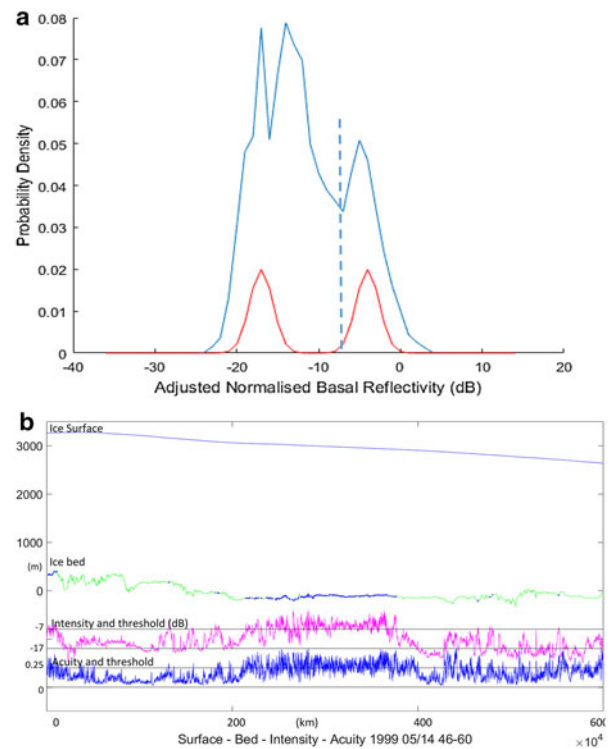 a
0.08
0.07
0.06
0.05
0.04
0.03
0.02
0.01
0
Probability Density
-40
-30
-20
-10
0
10
20
Adjusted Normalised Basal Reflectivity (dB)
b
Ice Surface
3000
2000
1000
(m)
Ice bed
0
Intensity and threshold (dB)
-7
-17
Acuity and threshold
0.25
0
0
200
(km)
400
600
×10⁴
Surface - Bed - Intensity - Acuity 1999 05/14 46-60